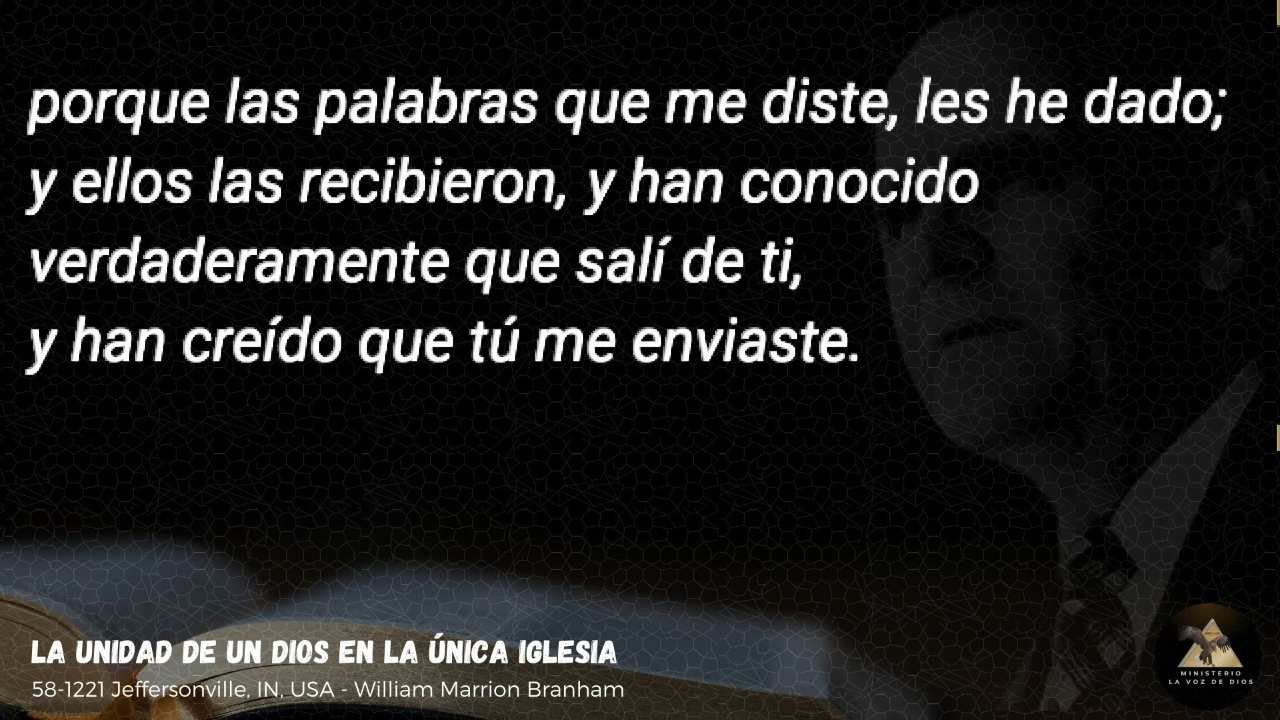 porque las palabras que me diste, les he dado;
y ellos las recibieron, y han conocido
verdaderamente que salí de ti,
y han creído que tú me enviaste.
LA UNIDAD DE UN DIOS EN LA ÚNICA IGLESIA
58-1221 Jeffersonville, IN, USA - William Marrion Branham
MINISTERIO
LA VOZ DE DIOS